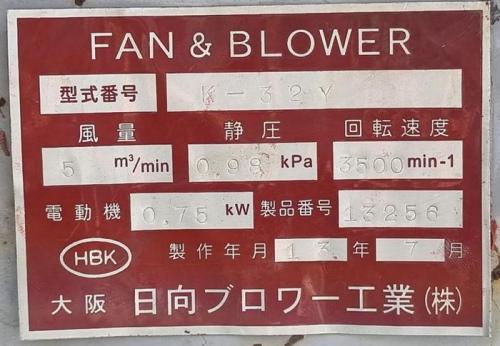 FAN & BLOWER
型式番号 K-32V
風量 静圧 回転速度
5 m³/min 0.98 kPa 3500 min-1
電動機 0.75 kW 製品番号 13256
HBK 製作年月 13 年 7 月
大阪 日向ブロワー工業(株)